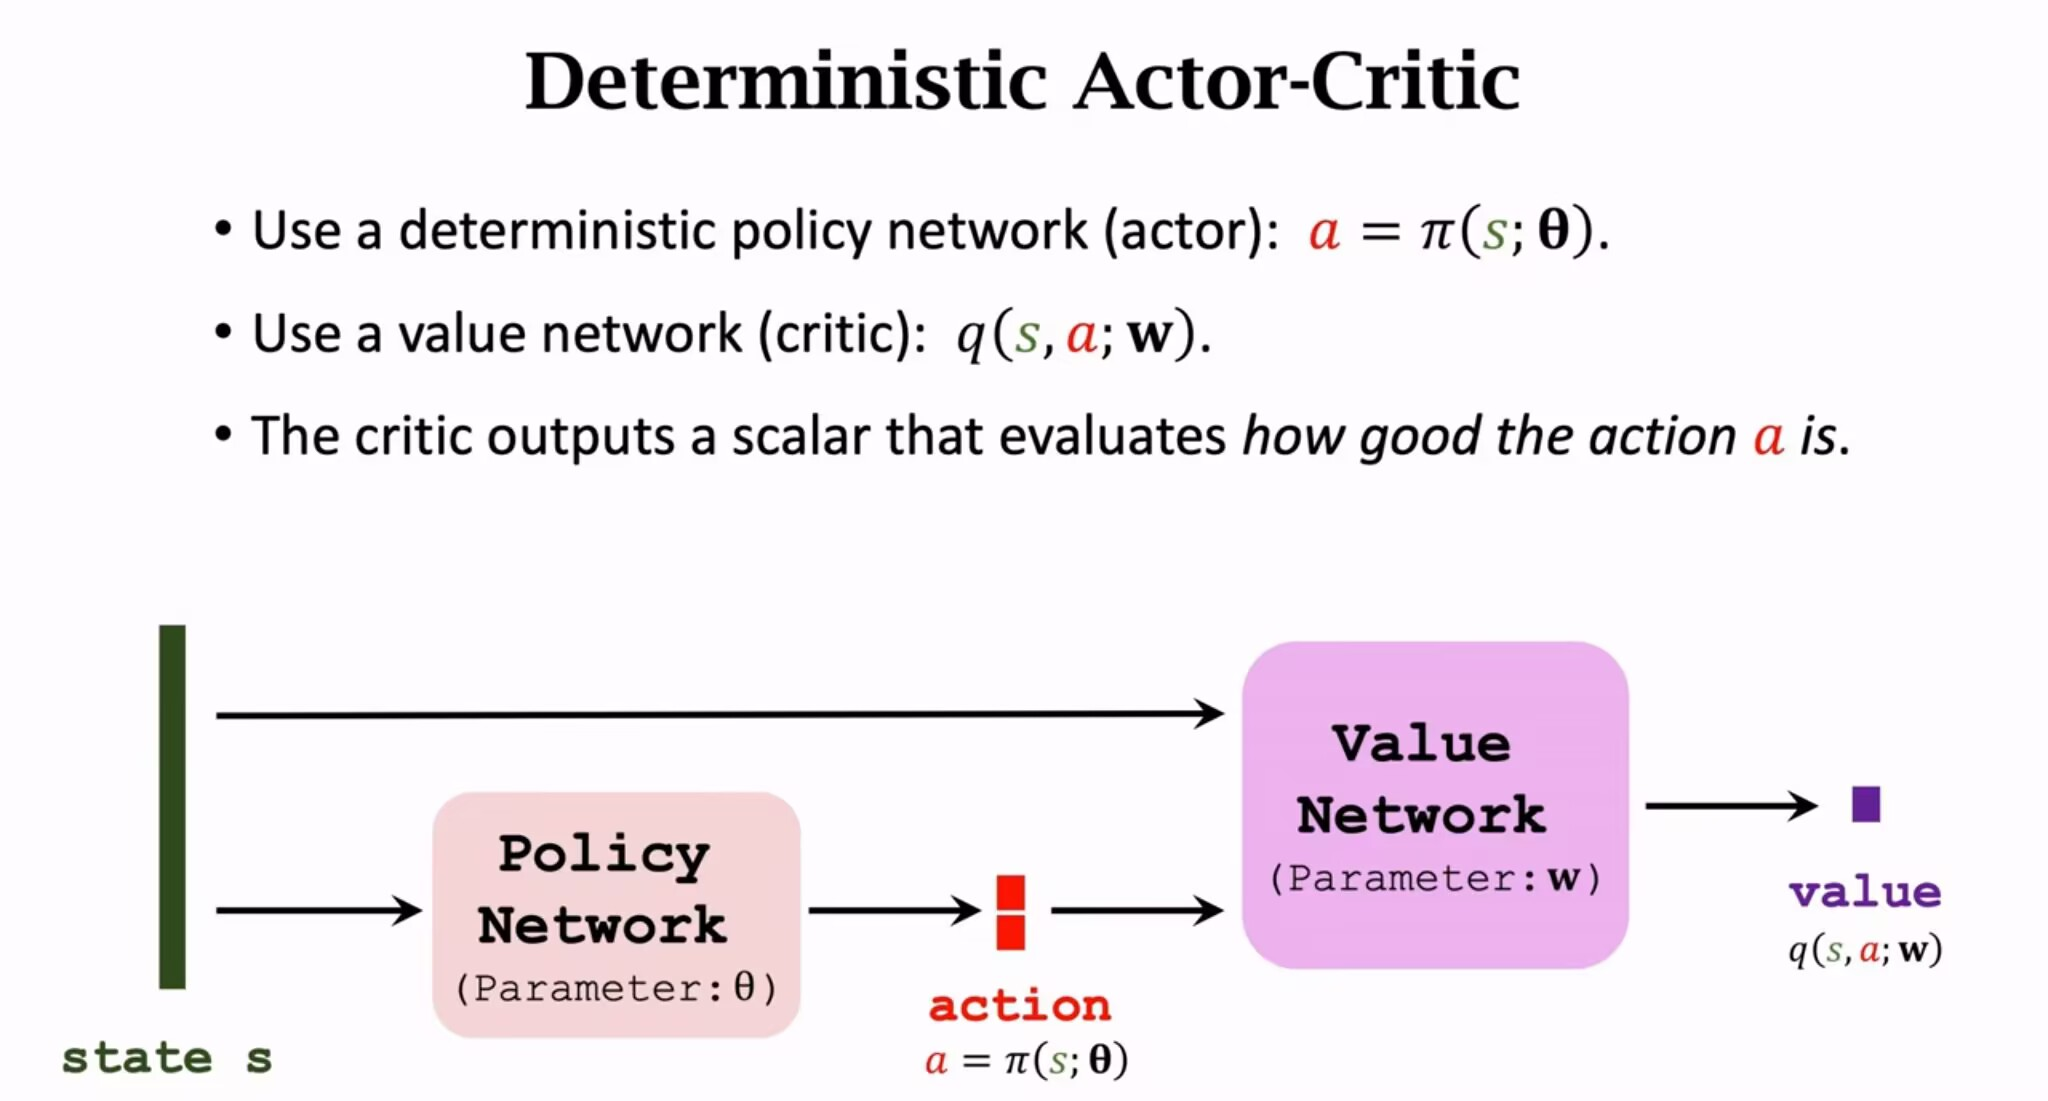 Deterministic Actor-Critic
• Use a deterministic policy network (actor): a = π(s; θ).
• Use a value network (critic): q(s, a; w).
• The critic outputs a scalar that evaluates how good the action a is.
Value
Network
(Parameter: w)
Policy
Network
(Parameter: θ)
value
q(s, a; w)
action
a = π(s; θ)
state s